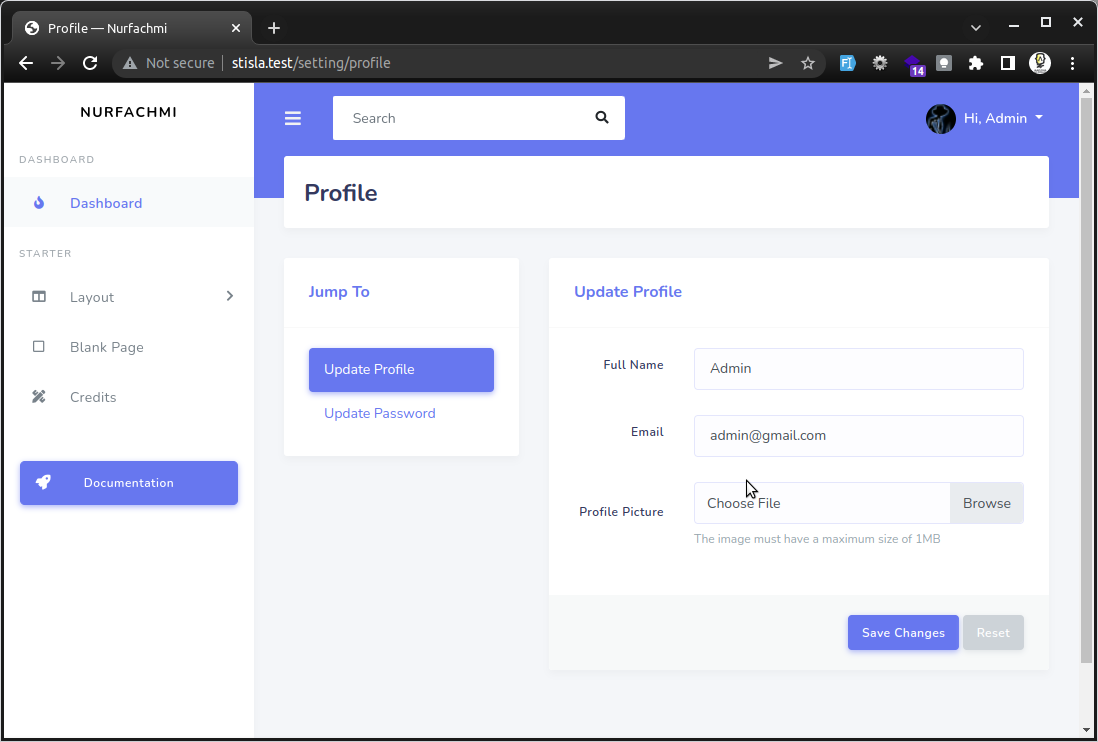 Profile — Nurfachmi
Not secure stisla.test/setting/profile
14
NURFACHMI
Search
Hi, Admin
DASHBOARD
Dashboard
STARTER
Layout
Blank Page
Credits
Documentation
Profile
Jump To
Update Profile
Update Password
Update Profile
Full Name Admin
Email admin@gmail.com
Profile Picture Choose File Browse
The image must have a maximum size of 1MB
Save Changes Reset